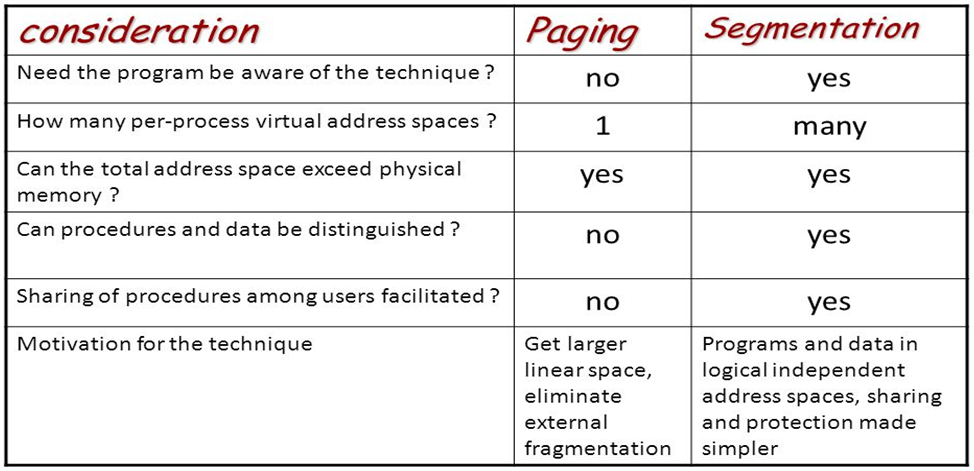 consideration Paging Segmentation
Need the program be aware of the technique ? no yes
How many per-process virtual address spaces ? 1 many
Can the total address space exceed physical
memory ? yes yes
Can procedures and data be distinguished ? no yes
Sharing of procedures among users facilitated ? no yes
Motivation for the technique
Get larger
linear space,
eliminate
external
fragmentation
Programs and data in
logical independent
address spaces, sharing
and protection made
simpler